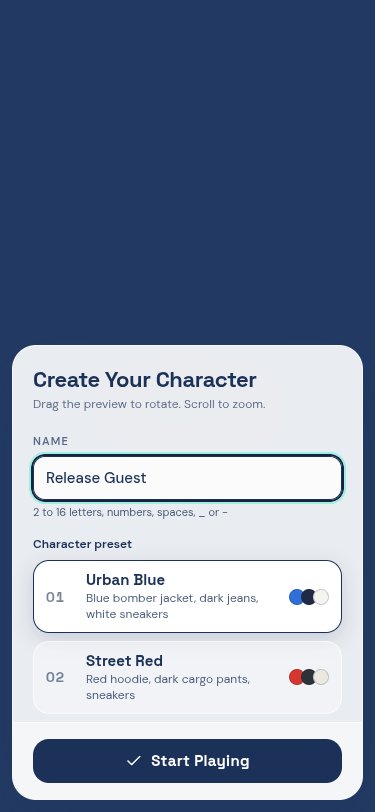 Create Your Character
Drag the preview to rotate. Scroll to zoom.
NAME
Release Guest
2 to 16 letters, numbers, spaces, _ or -
Character preset
01
Urban Blue
Blue bomber jacket, dark jeans,
white sneakers
02
Street Red
Red hoodie, dark cargo pants,
sneakers
Start Playing